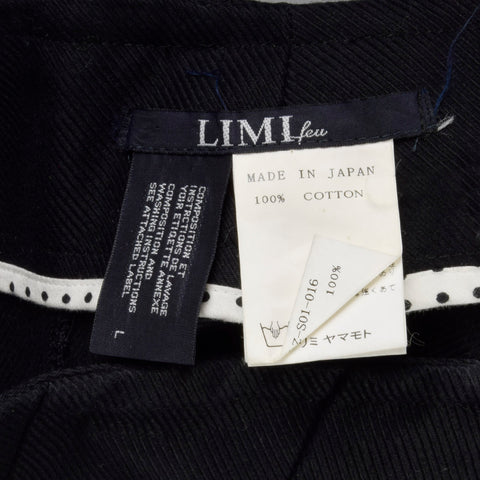 LIMI feu
COMPOSITION ET
INSTRUCTIONS DE LAVAGE
VOIR ETIQUETTE ANNEXE
COMPOSITION AND
WASHING INSTRUCTIONS
SEE ATTACHED LABEL
L
MADE IN JAPAN
100% COTTON
-S01-016
100%
ヤマモト